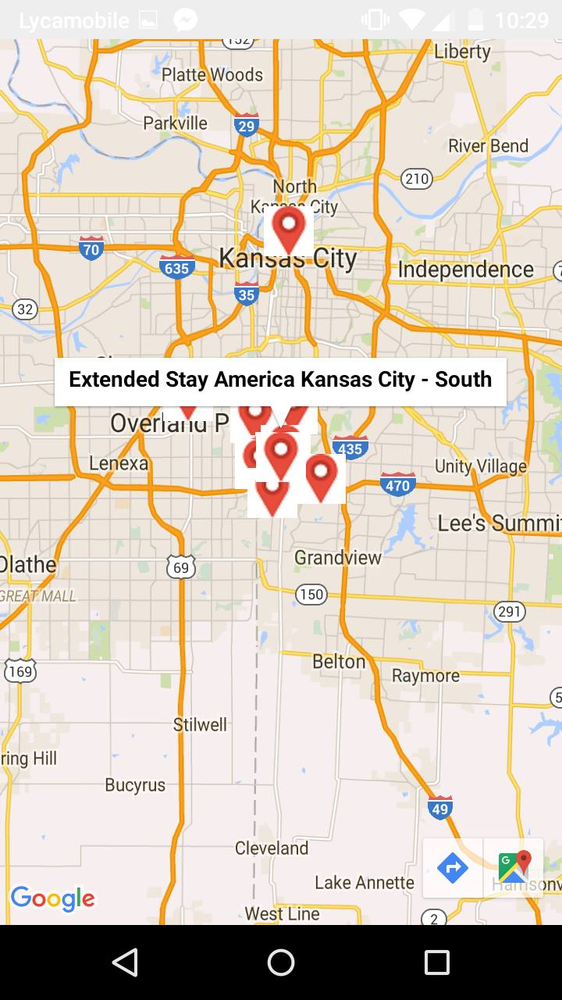 Lycamobile
10:29
152
Liberty
Platte Woods
Parkville
29
River Bend
210
North
Kansas City
70
Kansas City
635
Independence
35
32
Extended Stay America Kansas City - South
Overland P
435
Lenexa
Unity Village
470
Lee's Summit
Olathe
69
Grandview
GREAT MALL
150
291
169
Belton
Raymore
5
Stilwell
ring Hill
Bucyrus
49
Cleveland
G
Lake Annette
Harrisonv
Google
West Line
2